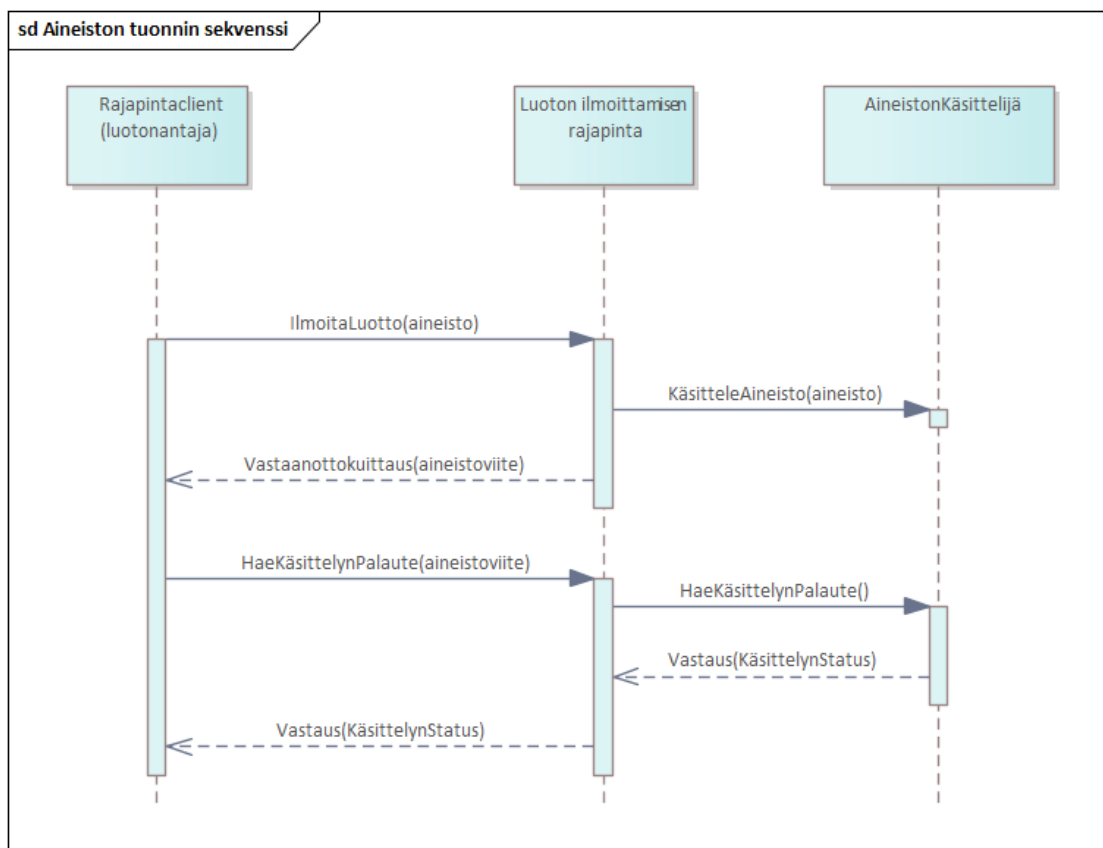 sd Aineiston tuonnin sekvenssi
Rajapintaclient
(luotonantaja)
Luoton ilmoittamisen
rajapinta
AineistonKäsittelijä
IlmoitaLuotto(aineisto)
KäsitteleAineisto(aineisto)
Vastaanottokuittaus(aineistoviite)
HaeKäsittelynPalaute(aineistoviite)
HaeKäsittelynPalaute()
Vastaus(KäsittelynStatus)
Vastaus(KäsittelynStatus)